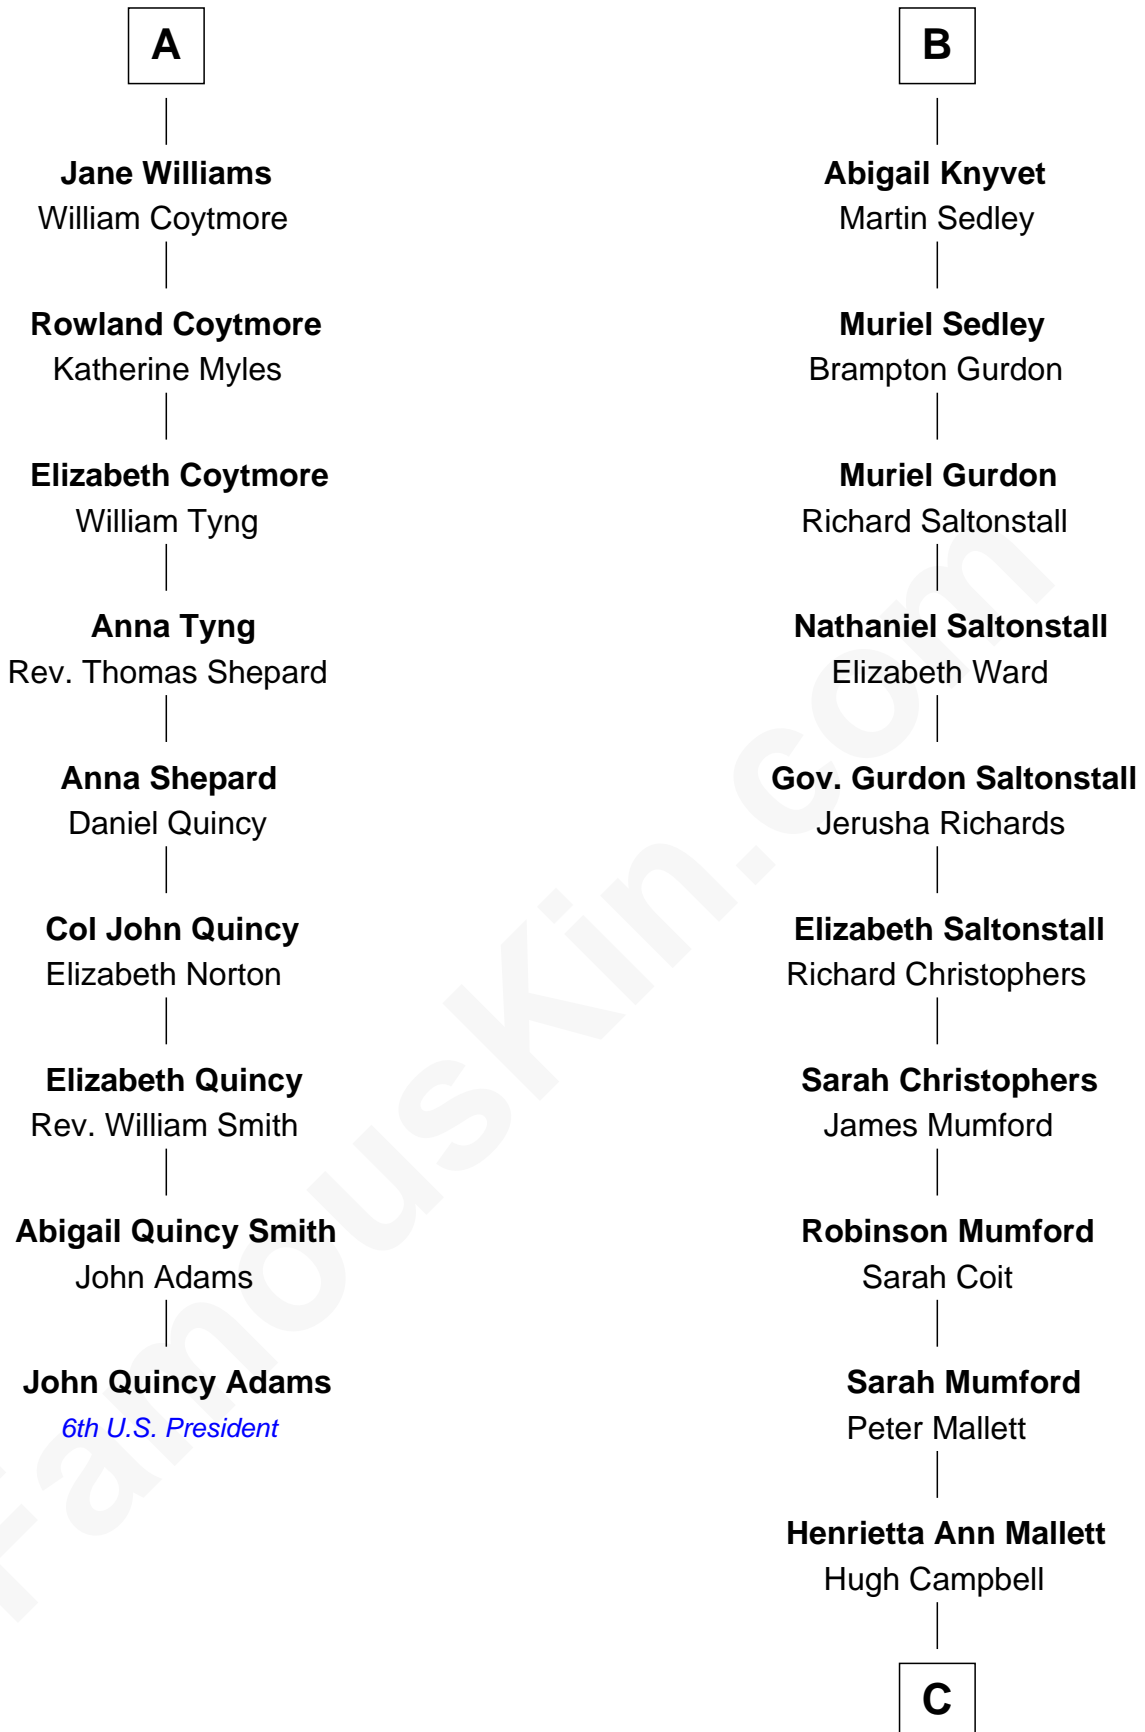 A
Jane Williams
William Coytmore
Rowland Coytmore
Katherine Myles
Elizabeth Coytmore
William Tyng
Anna Tyng
Rev. Thomas Shepard
Anna Shepard
Daniel Quincy
Col John Quincy
Elizabeth Norton
Elizabeth Quincy
Rev. William Smith
Abigail Quincy Smith
John Adams
John Quincy Adams
6th U.S. President
B
Abigail Knyvet
Martin Sedley
Muriel Sedley
Brampton Gurdon
Muriel Gurdon
Richard Saltonstall
Nathaniel Saltonstall
Elizabeth Ward
Gov. Gurdon Saltonstall
Jerusha Richards
Elizabeth Saltonstall
Richard Christophers
Sarah Christophers
James Mumford
Robinson Mumford
Sarah Coit
Sarah Mumford
Peter Mallett
Henrietta Ann Mallett
Hugh Campbell
C
FamousKin.com